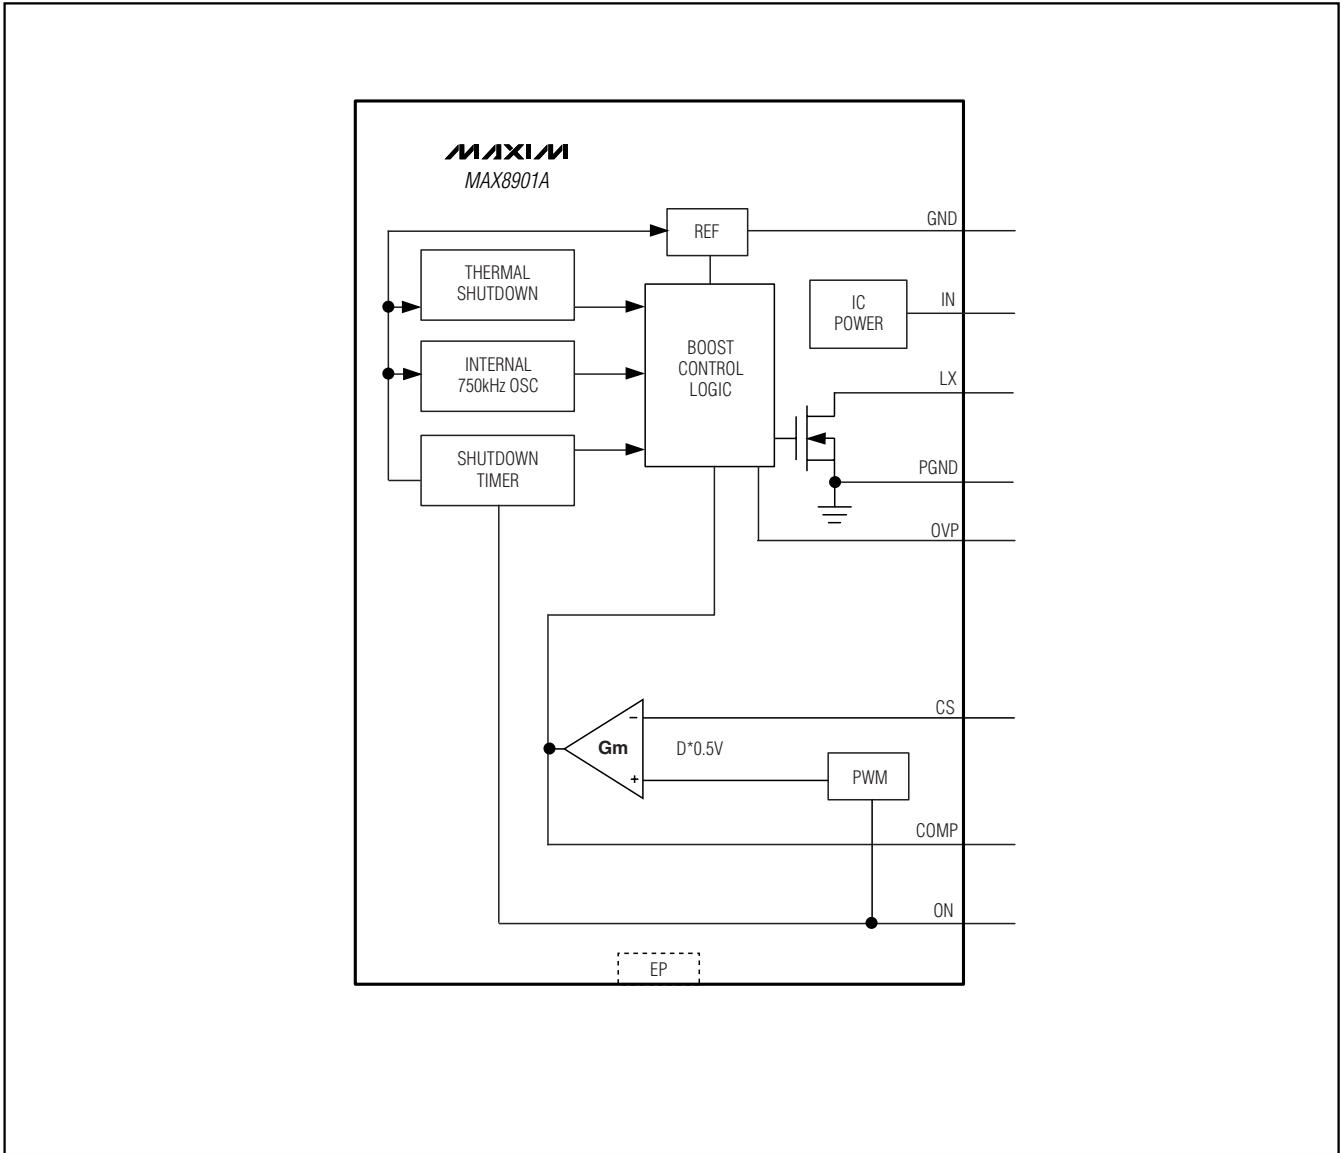 MAXIM
MAX8901A
REF
GND
THERMAL
SHUTDOWN
IC
POWER
IN
INTERNAL
750kHz OSC
BOOST
CONTROL
LOGIC
LX
SHUTDOWN
TIMER
PGND
OVP
CS
−
Gm
D*0.5V
+
PWM
COMP
ON
EP